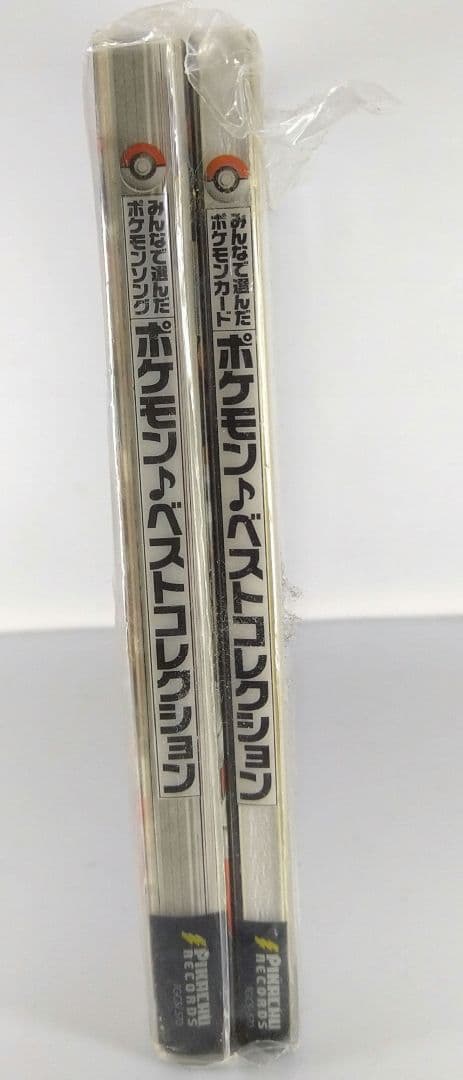 みんなで選んだ
ポケモンソング
ポケモン♪ベストコレクション
PIKACHU
RECORDS
みんなで選んだ
ポケモンカード
ポケモン♪ベストコレクション
PIKACHU
RECORDS